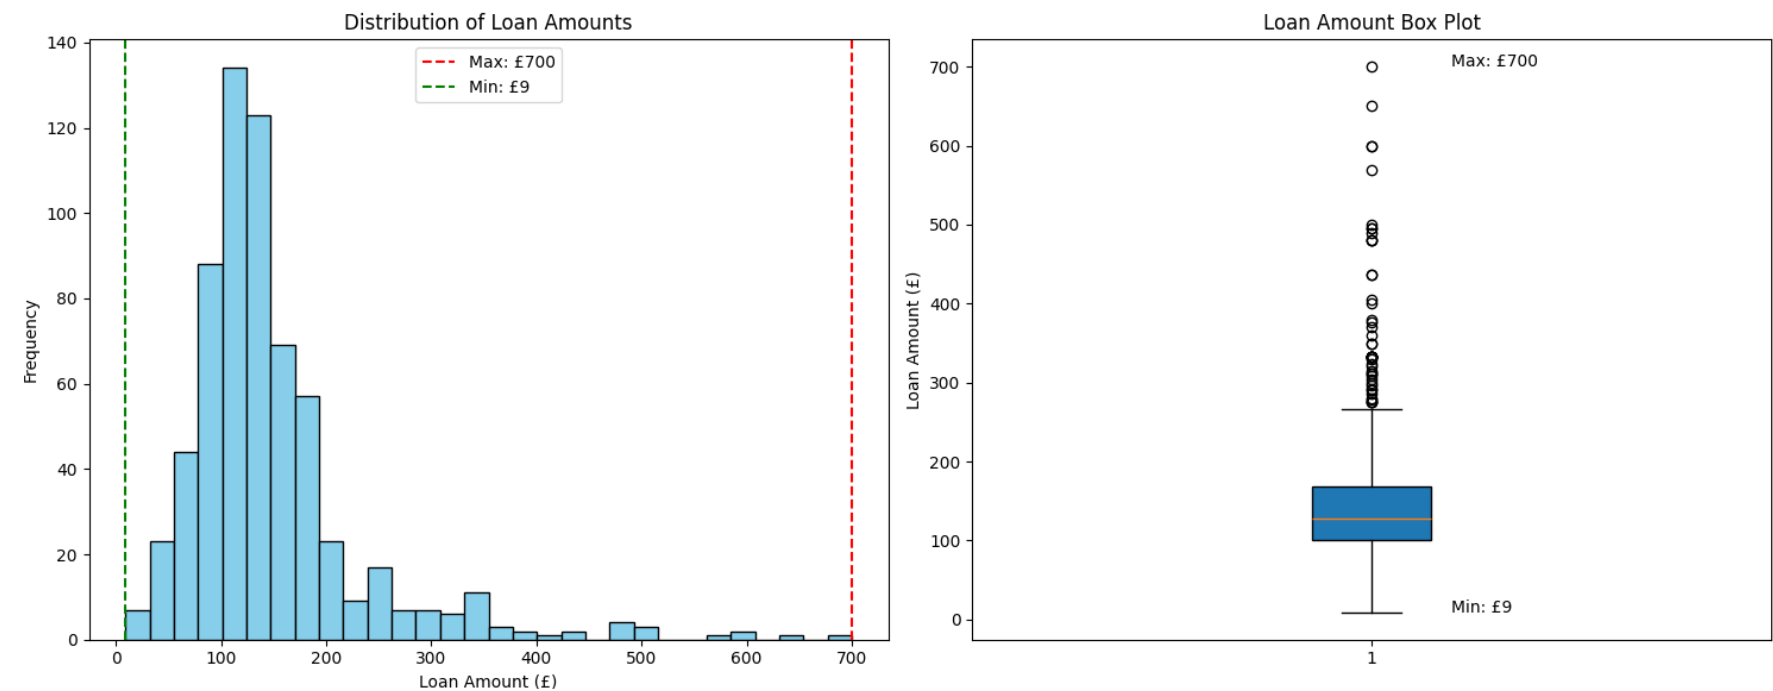 Distribution of Loan Amounts
Max: £700
Min: £9
140
120
100
80
60
40
20
0
Frequency
0 100 200 300 400 500 600 700
Loan Amount (£)
Loan Amount Box Plot
Max: £700
700
600
500
400
300
200
100
0
Loan Amount (£)
Min: £9
1